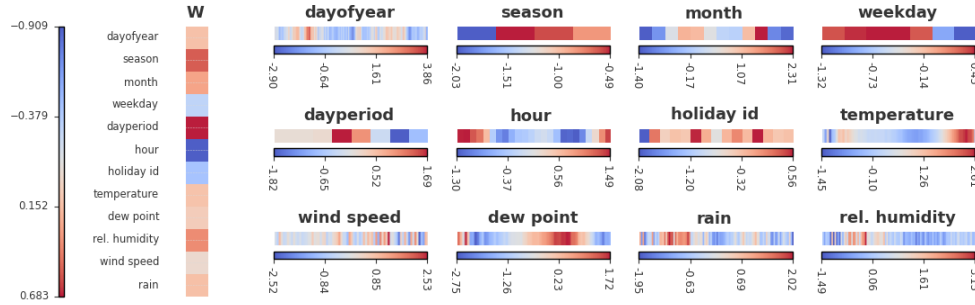 W
−0.909
−0.379
0.152
0.683
dayofyear
season
month
weekday
dayperiod
hour
holiday id
temperature
dew point
rel. humidity
wind speed
rain
dayofyear
-2.90
-0.64
1.61
3.86
season
-2.03
-1.51
-1.00
-0.49
month
-1.40
-0.17
1.07
2.31
weekday
-1.32
-0.73
-0.14
dayperiod
-1.82
-0.65
0.52
1.69
hour
-1.30
-0.37
0.56
1.49
holiday id
-2.08
-1.20
-0.32
0.56
temperature
-1.45
-0.10
1.26
wind speed
-2.52
-0.84
0.85
2.53
dew point
-2.75
-1.26
0.23
1.72
rain
-1.95
-0.63
0.69
2.02
rel. humidity
-1.49
0.06
1.61